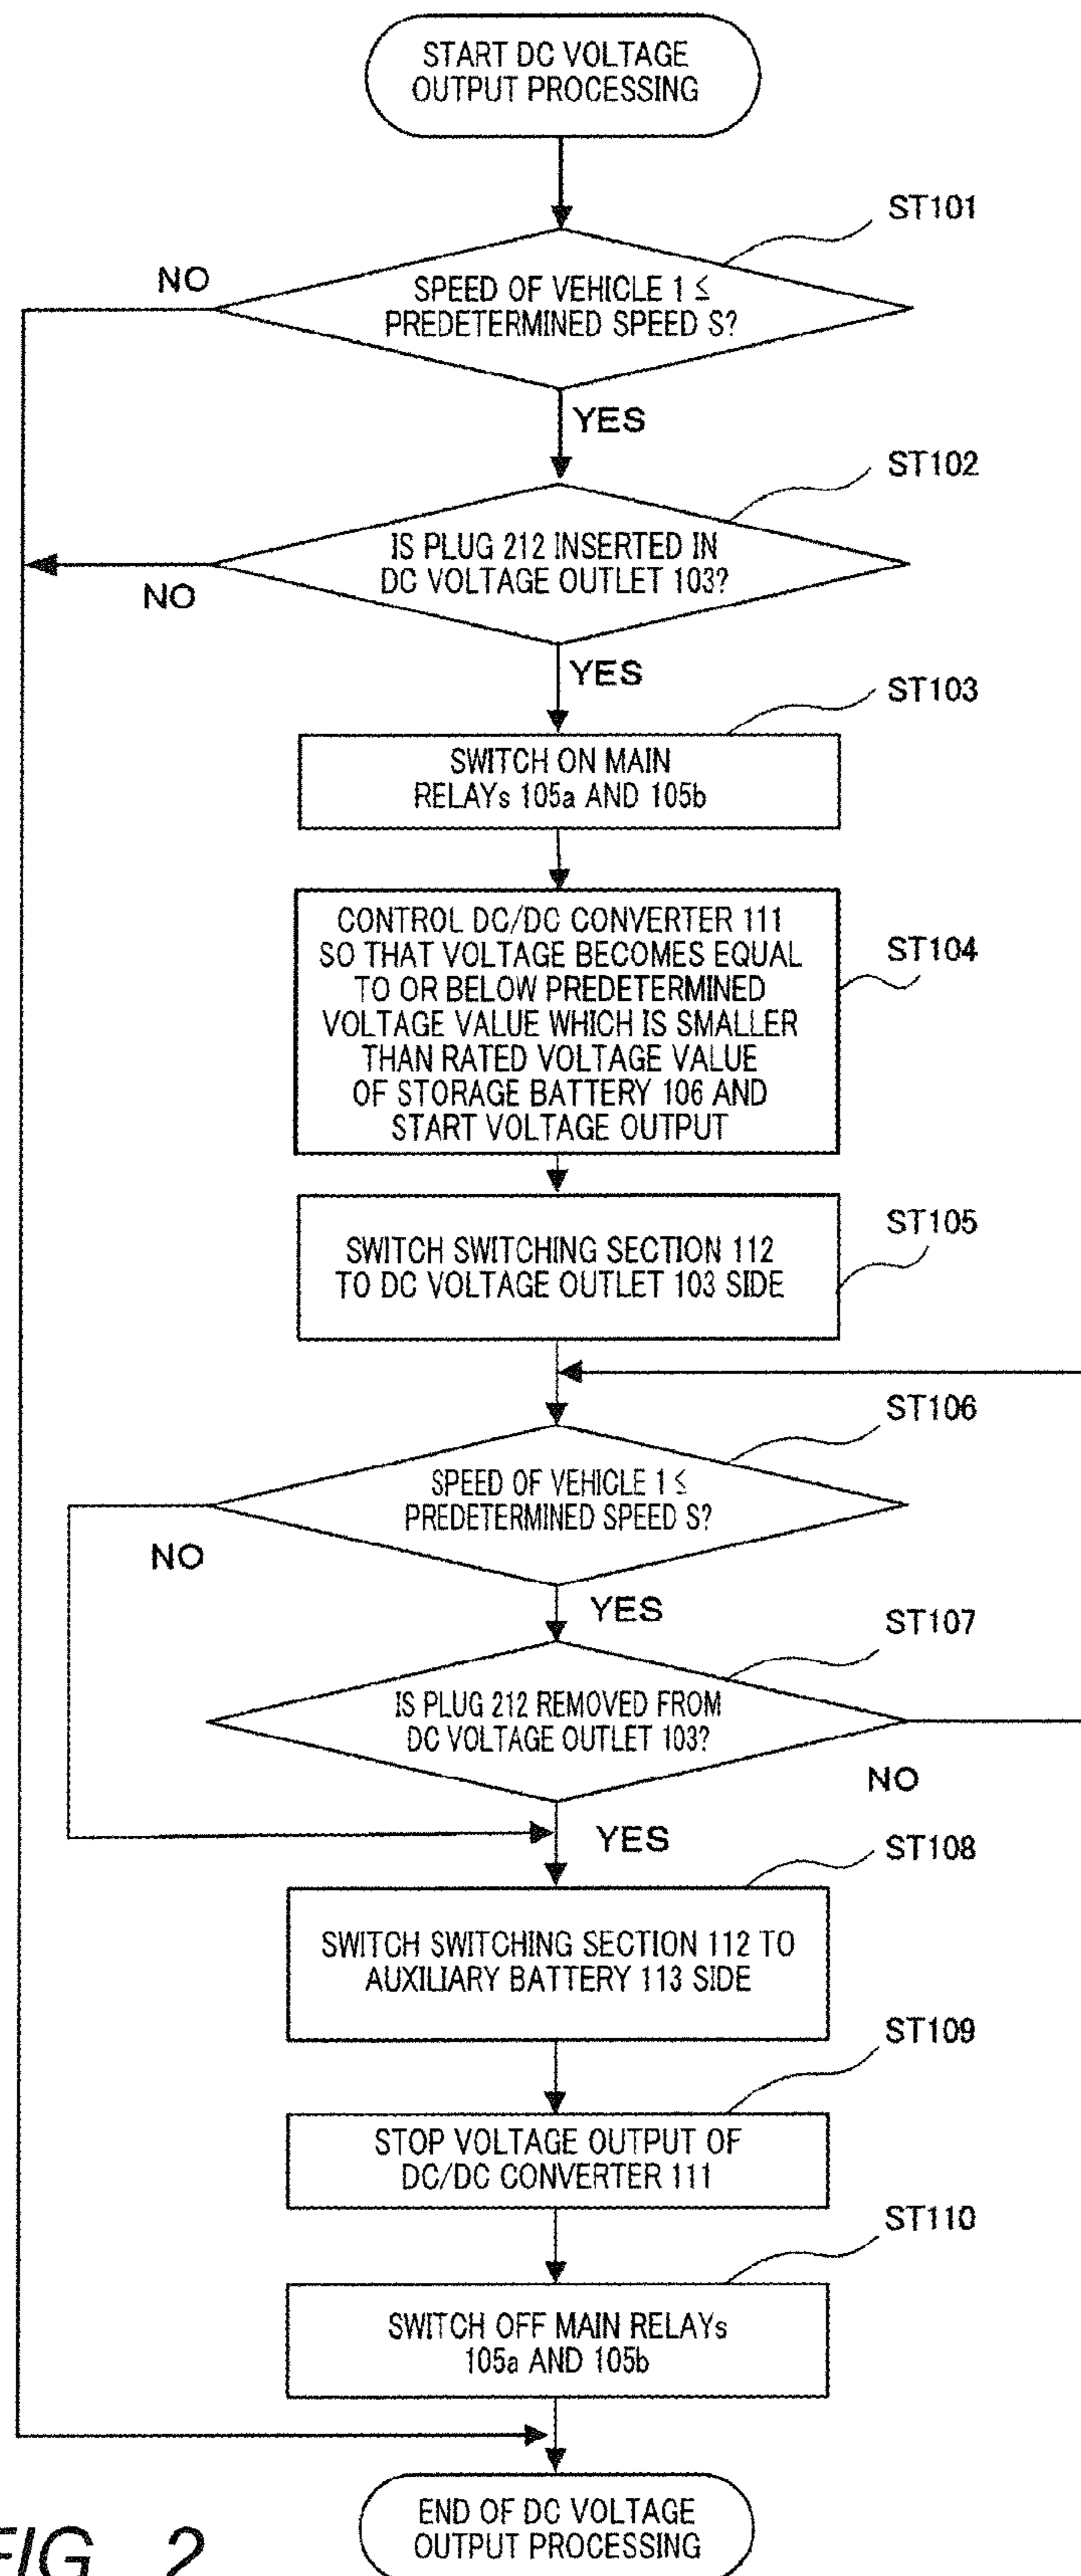 START DC VOLTAGE
OUTPUT PROCESSING
ST101
NO
SPEED OF VEHICLE 1 ≦
PREDETERMINED SPEED S?
YES
ST102
IS PLUG 212 INSERTED IN
DC VOLTAGE OUTLET 103?
NO
YES
ST103
SWITCH ON MAIN
RELAYs 105a AND 105b
CONTROL DC/DC CONVERTER 111
SO THAT VOLTAGE BECOMES EQUAL
TO OR BELOW PREDETERMINED
VOLTAGE VALUE WHICH IS SMALLER
THAN RATED VOLTAGE VALUE
OF STORAGE BATTERY 106 AND
START VOLTAGE OUTPUT
ST104
ST105
SWITCH SWITCHING SECTION 112
TO DC VOLTAGE OUTLET 103 SIDE
ST106
SPEED OF VEHICLE 1 ≦
PREDETERMINED SPEED S?
NO
YES
ST107
IS PLUG 212 REMOVED FROM
DC VOLTAGE OUTLET 103?
NO
YES
ST108
SWITCH SWITCHING SECTION 112 TO
AUXILIARY BATTERY 113 SIDE
ST109
STOP VOLTAGE OUTPUT OF
DC/DC CONVERTER 111
ST110
SWITCH OFF MAIN RELAYs
105a AND 105b
END OF DC VOLTAGE
OUTPUT PROCESSING
FIG. 2